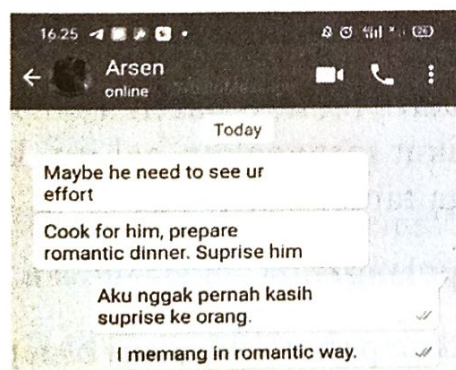 16.25
Arsen
online
Today
Maybe he need to see ur
effort
Cook for him, prepare
romantic dinner. Suprise him
Aku nggak pernah kasih
suprise ke orang.
I memang in romantic way.